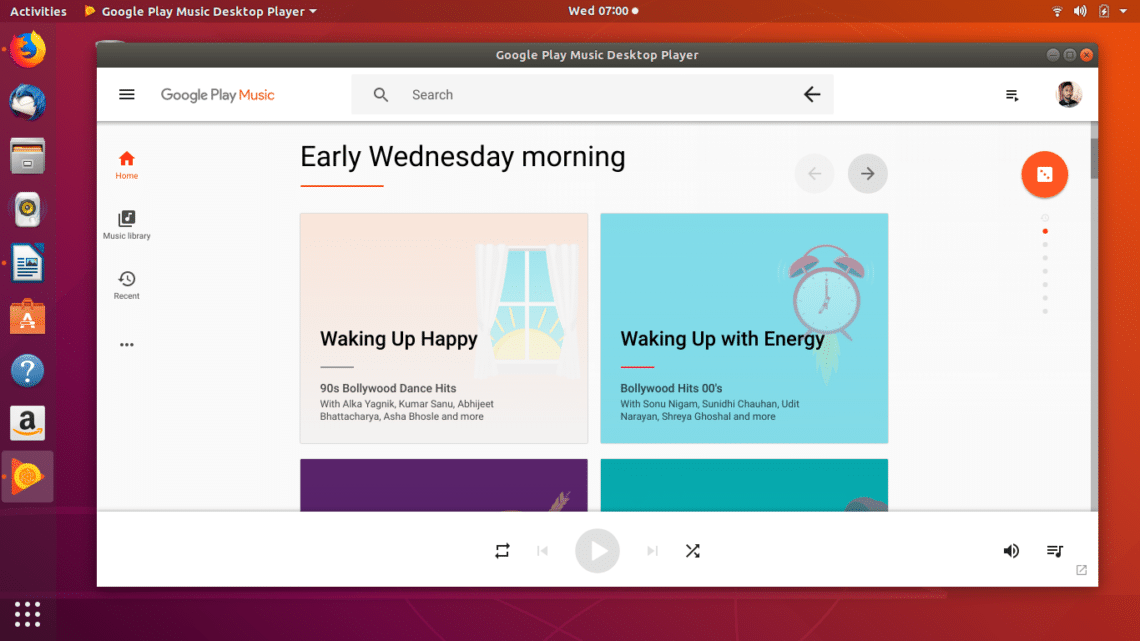 Activities
Google Play Music Desktop Player
Wed 07:00
Google Play Music Desktop Player
Google Play Music
Search
Early Wednesday morning
Home
Music library
Recent
Waking Up Happy
90s Bollywood Dance Hits
With Alka Yagnik, Kumar Sanu, Abhijeet
Bhattacharya, Asha Bhosle and more
Waking Up with Energy
Bollywood Hits 00's
With Sonu Nigam, Sunidhi Chauhan, Udit
Narayan, Shreya Ghoshal and more